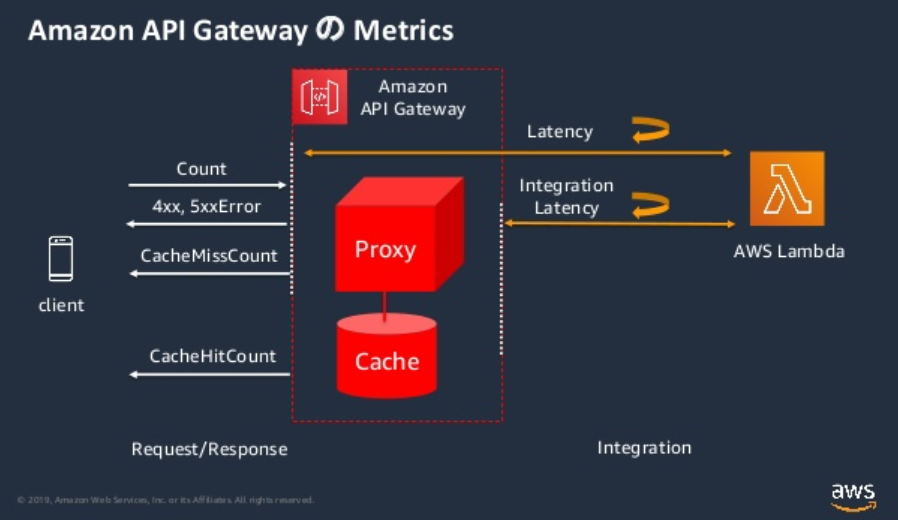 Amazon API Gateway の Metrics
Amazon
API Gateway
Latency
Count
Integration
Latency
4xx, 5xxError
Proxy
CacheMissCount
AWS Lambda
client
CacheHitCount
Cache
Request/Response
Integration
© 2019, Amazon Web Services, Inc. or its Affiliates. All rights reserved.
aws